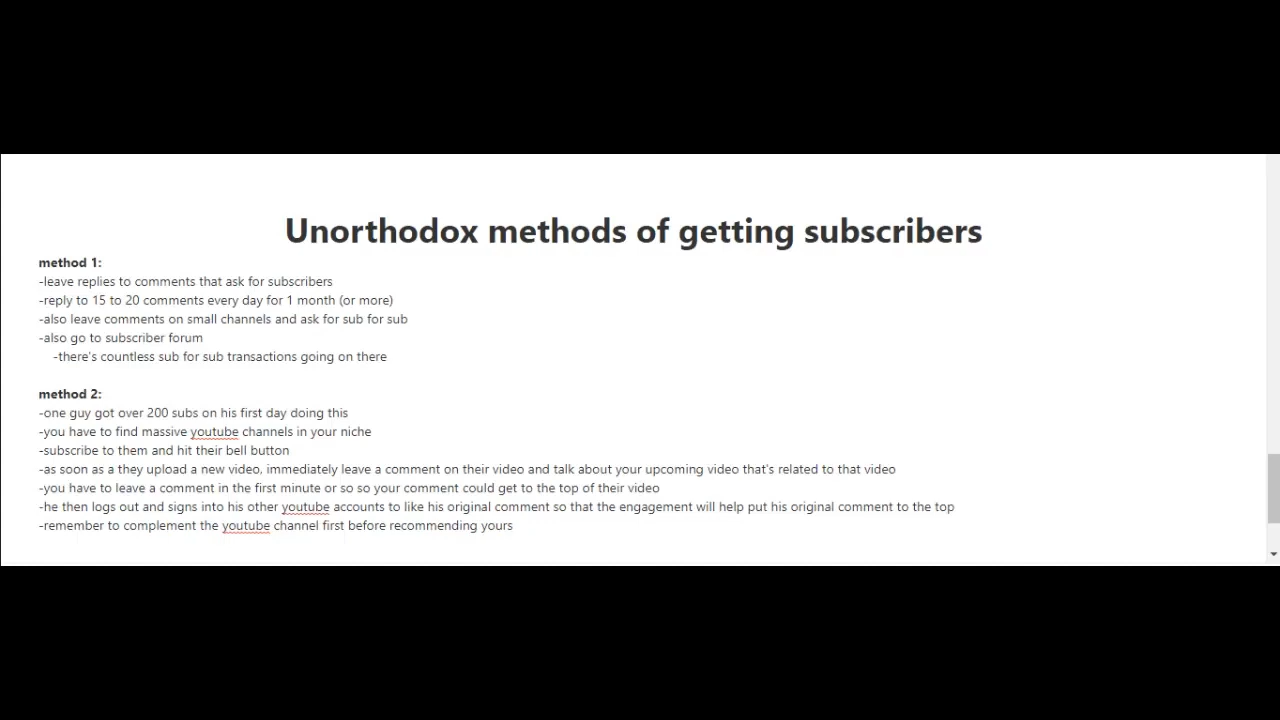 Unorthodox methods of getting subscribers
method 1:
-leave replies to comments that ask for subscribers
-reply to 15 to 20 comments every day for 1 month (or more)
-also leave comments on small channels and ask for sub for sub
-also go to subscriber forum
-there's countless sub for sub transactions going on there
method 2:
-one guy got over 200 subs on his first day doing this
-you have to find massive youtube channels in your niche
-subscribe to them and hit their bell button
-as soon as a they upload a new video, immediately leave a comment on their video and talk about your upcoming video that's related to that video
-you have to leave a comment in the first minute or so so your comment could get to the top of their video
-he then logs out and signs into his other youtube accounts to like his original comment so that the engagement will help put his original comment to the top
-remember to complement the youtube channel first before recommending yours